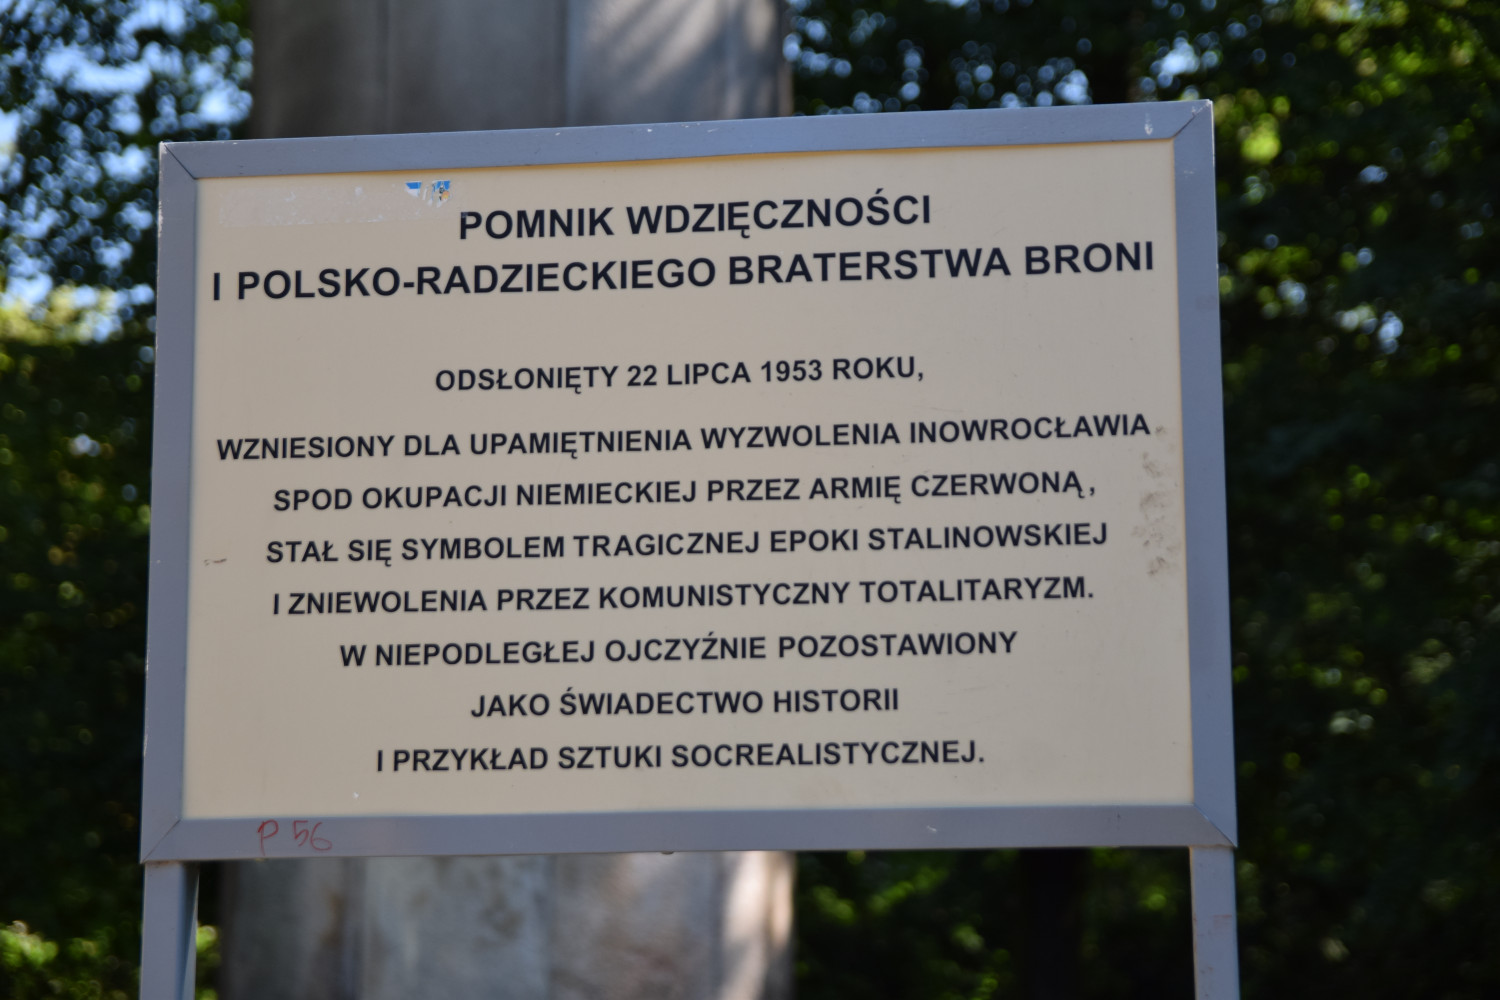 POMNIK WDZIĘCZNOŚCI
I POLSKO-RADZIECKIEGO BRATERSTWA BRONI
ODSŁONIĘTY 22 LIPCA 1953 ROKU,
WZNIESIONY DLA UPAMIĘTNIENIA WYZWOLENIA INOWROCŁAWIA
SPOD OKUPACJI NIEMIECKIEJ PRZEZ ARMIĘ CZERWONĄ,
STAŁ SIĘ SYMBOLEM TRAGICZNEJ EPOKI STALINOWSKIEJ
I ZNIEWOLENIA PRZEZ KOMUNISTYCZNY TOTALITARYZM.
W NIEPODLEGŁEJ OJCZYŹNIE POZOSTAWIONY
JAKO ŚWIADECTWO HISTORII
I PRZYKŁAD SZTUKI SOCREALISTYCZNEJ.
P 56